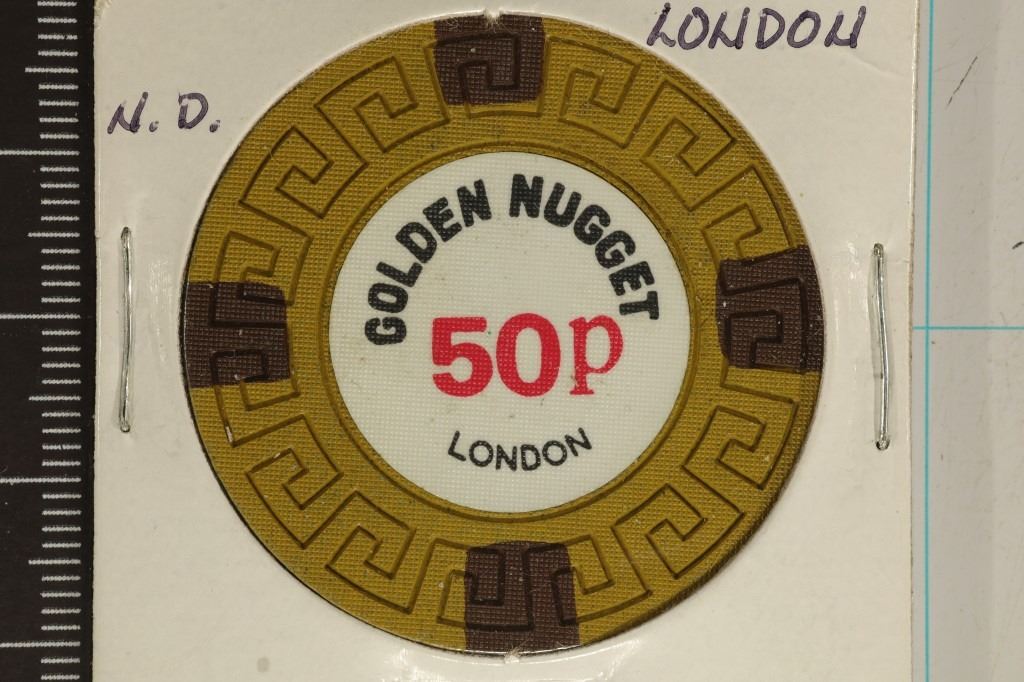 LONDON
N. D.
GOLDEN NUGGET
50p
LONDON